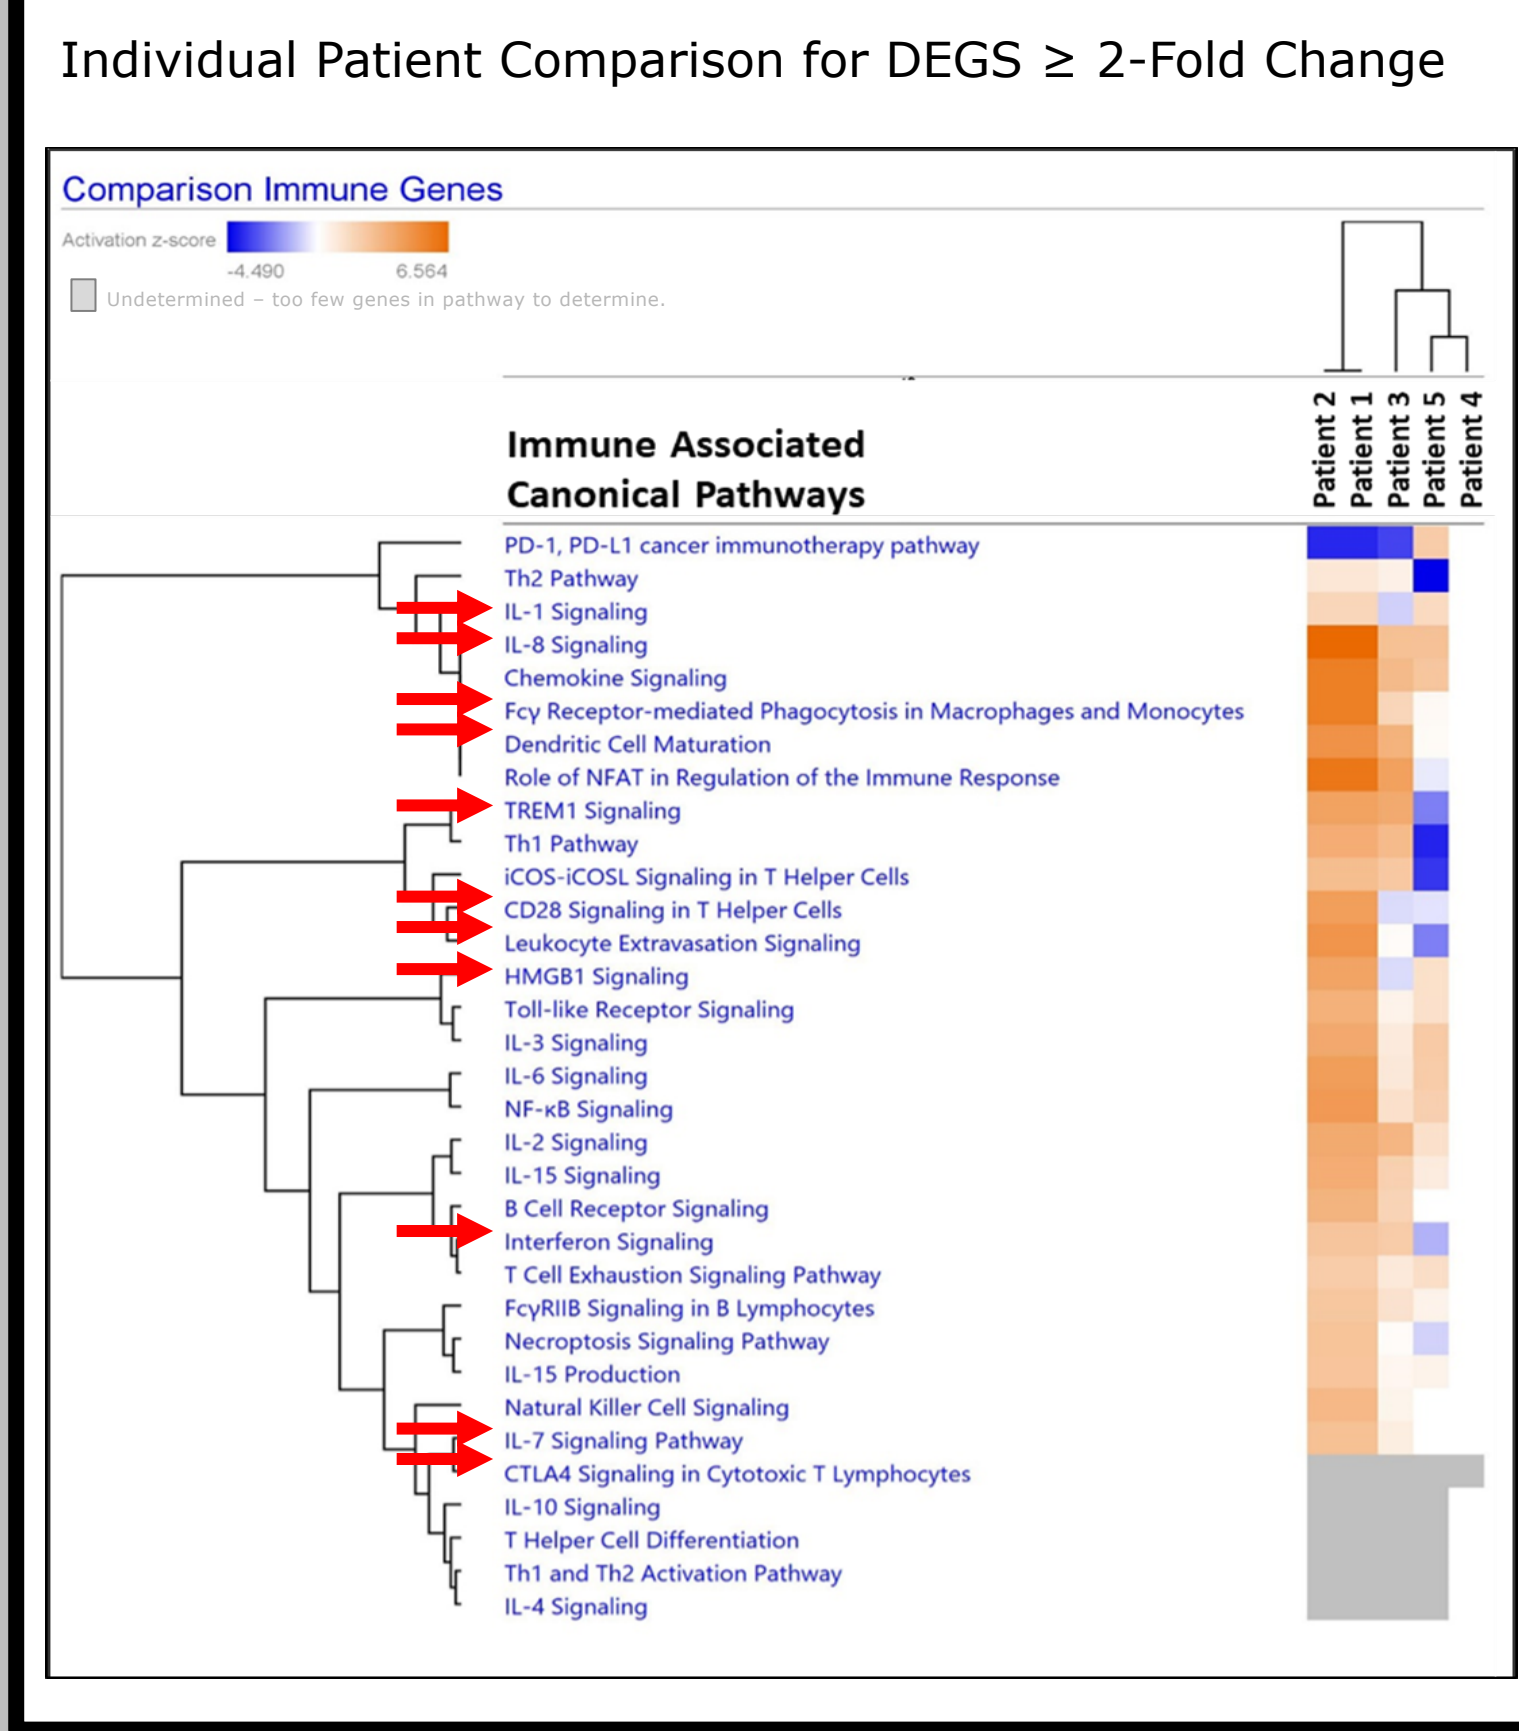 Individual Patient Comparison for DEGS ≥ 2-Fold Change
Comparison Immune Genes
Activation z-score
-4.490 6.564
Undetermined – too few genes in pathway to determine.
Immune Associated
Canonical Pathways
Patient 2
Patient 1
Patient 3
Patient 5
Patient 4
PD-1, PD-L1 cancer immunotherapy pathway
Th2 Pathway
IL-1 Signaling
IL-8 Signaling
Chemokine Signaling
Fcγ Receptor-mediated Phagocytosis in Macrophages and Monocytes
Dendritic Cell Maturation
Role of NFAT in Regulation of the Immune Response
TREM1 Signaling
Th1 Pathway
iCOS-iCOSL Signaling in T Helper Cells
CD28 Signaling in T Helper Cells
Leukocyte Extravasation Signaling
HMGB1 Signaling
Toll-like Receptor Signaling
IL-3 Signaling
IL-6 Signaling
NF-κB Signaling
IL-2 Signaling
IL-15 Signaling
B Cell Receptor Signaling
Interferon Signaling
T Cell Exhaustion Signaling Pathway
FcγRIIB Signaling in B Lymphocytes
Necroptosis Signaling Pathway
IL-15 Production
Natural Killer Cell Signaling
IL-7 Signaling Pathway
CTLA4 Signaling in Cytotoxic T Lymphocytes
IL-10 Signaling
T Helper Cell Differentiation
Th1 and Th2 Activation Pathway
IL-4 Signaling